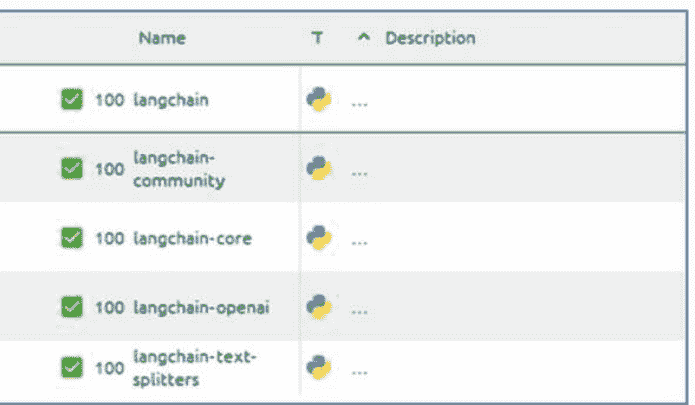 Name T ^ Description
100 langchain ...
100 langchain-
community ...
100 langchain-core ...
100 langchain-openai ...
100 langchain-text-
splitters ...